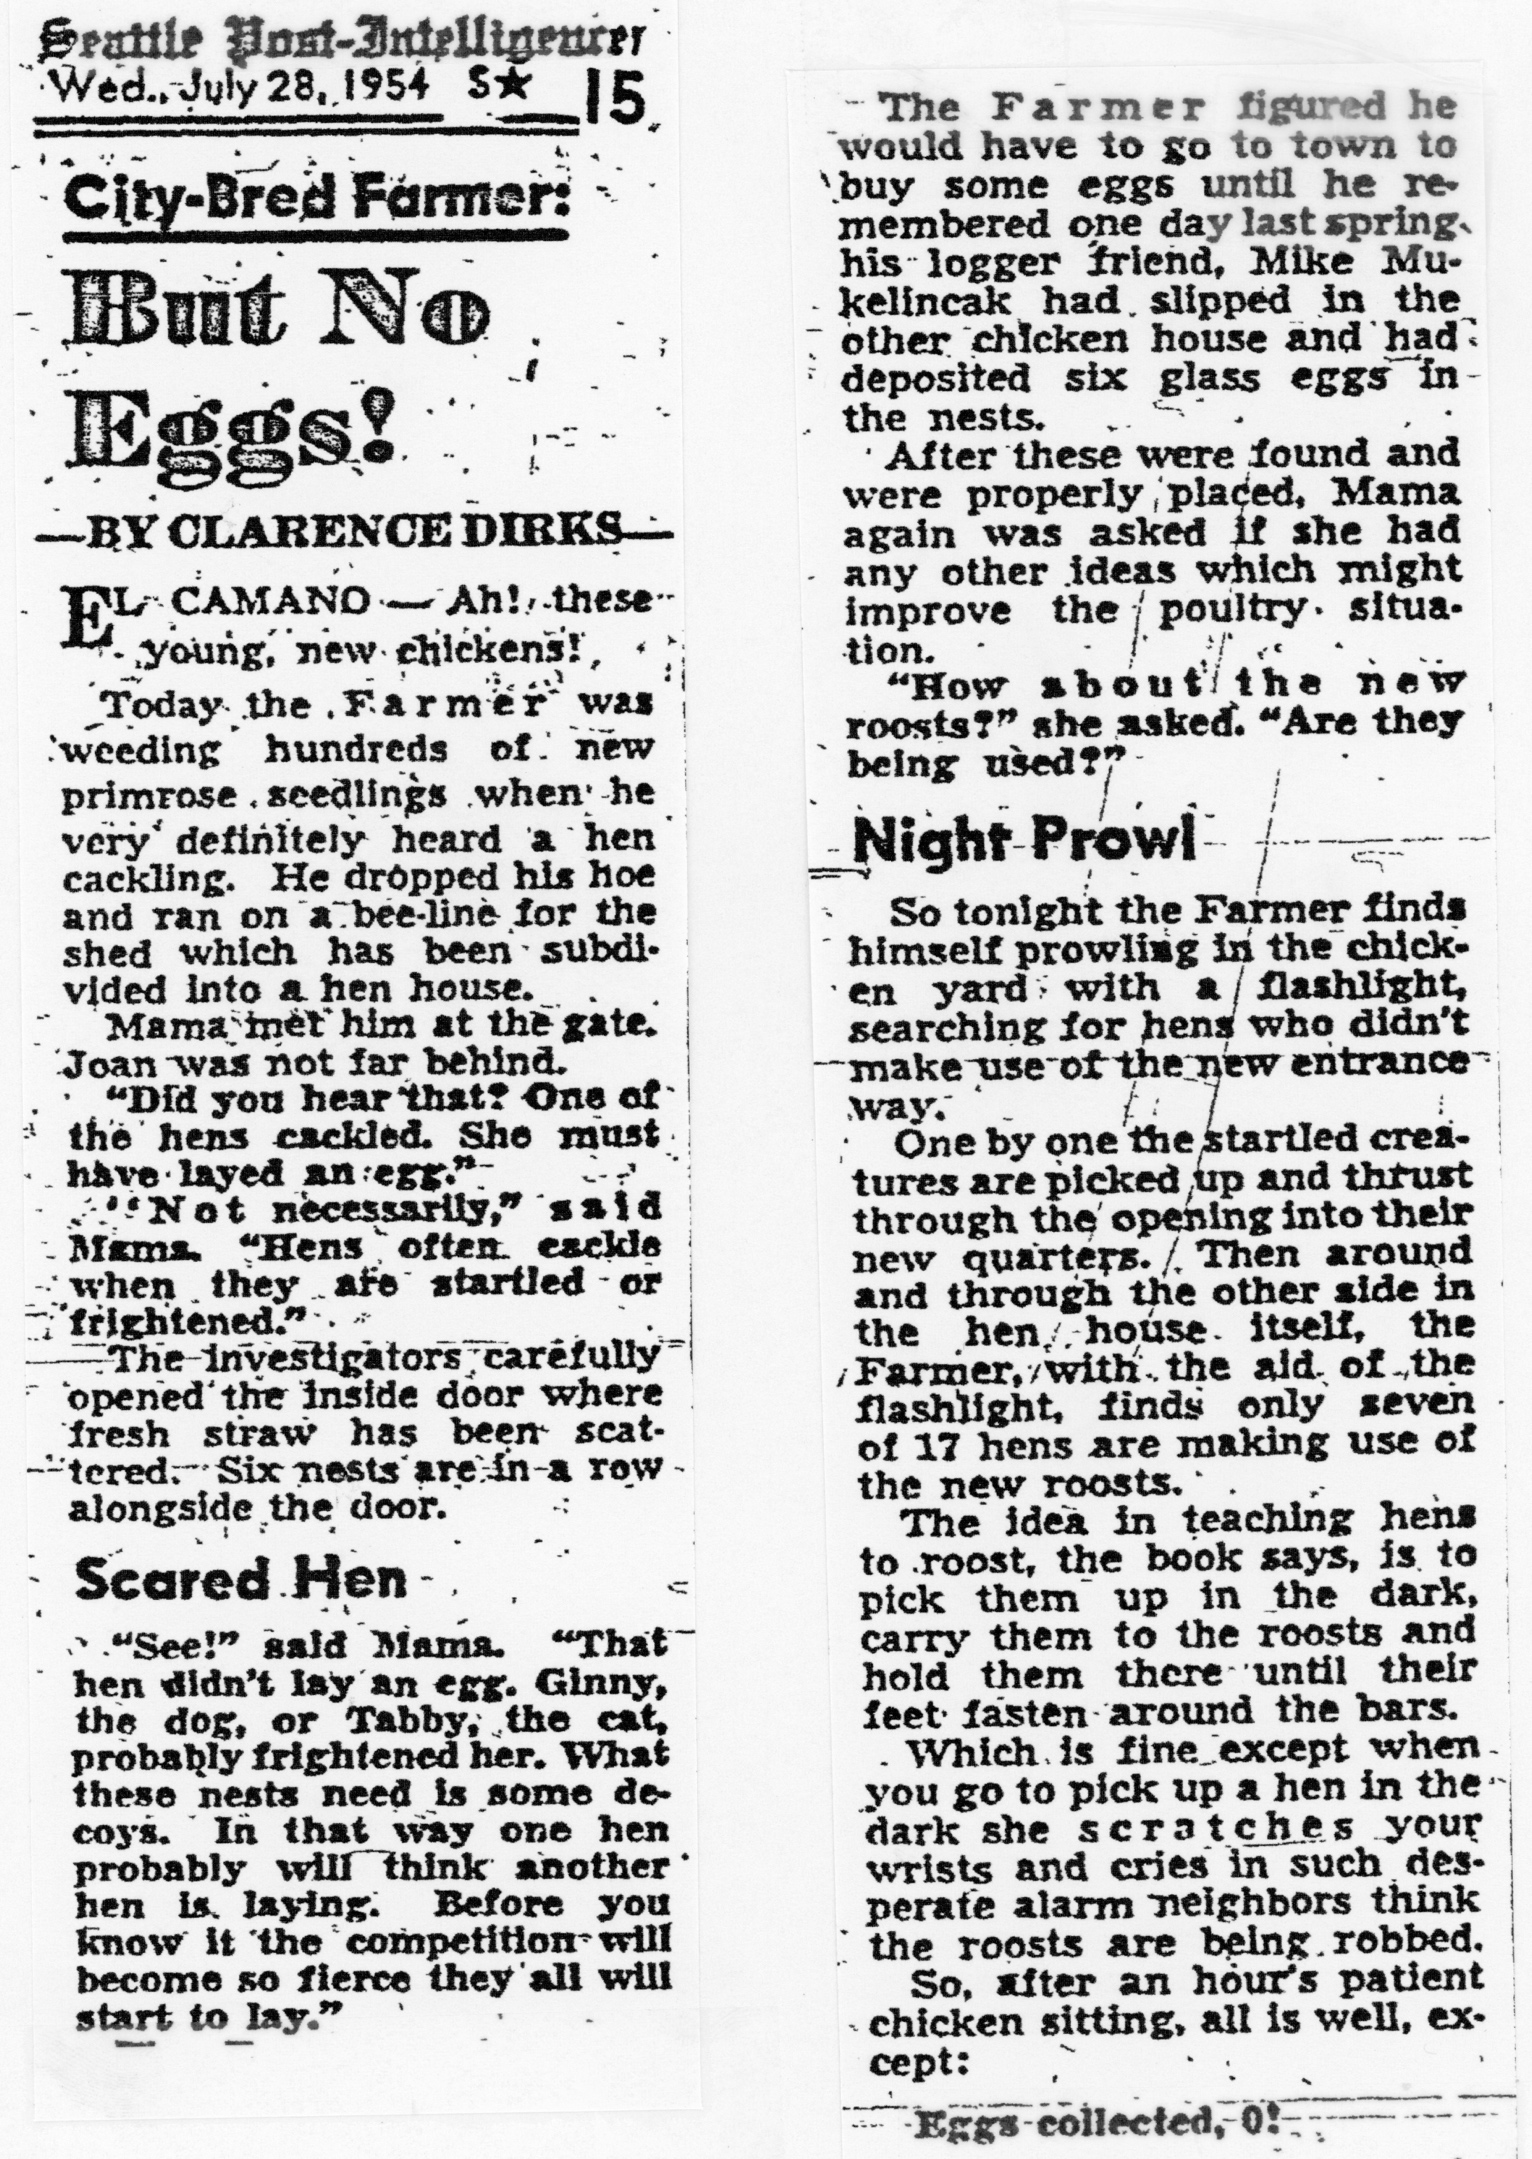 Seattle Post-Intelligencer
Wed., July 28, 1954 S★ 15
City-Bred Farmer:
But No
Eggs!
—BY CLARENCE DIRKS—
EL CAMANO — Ah! these
young, new chickens!
Today the Farmer was
weeding hundreds of new
primrose seedlings when he
very definitely heard a hen
cackling. He dropped his hoe
and ran on a bee-line for the
shed which has been subdi-
vided into a hen house.
Mama met him at the gate.
Joan was not far behind.
"Did you hear that? One of
the hens cackled. She must
have layed an egg."
"Not necessarily," said
Mama. "Hens often cackle
when they are startled or
frightened."
The investigators carefully
opened the inside door where
fresh straw has been scat-
tered. Six nests are in a row
alongside the door.
Scared Hen
"See!" said Mama. "That
hen didn't lay an egg. Ginny,
the dog, or Tabby, the cat,
probably frightened her. What
these nests need is some de-
coys. In that way one hen
probably will think another
hen is laying. Before you
know it the competition will
become so fierce they all will
start to lay."
The Farmer figured he
would have to go to town to
buy some eggs until he re-
membered one day last spring
his logger friend, Mike Mu-
kelincak had slipped in the
other chicken house and had
deposited six glass eggs in
the nests.
After these were found and
were properly placed, Mama
again was asked if she had
any other ideas which might
improve the poultry situa-
tion.
"How about the new
roosts?" she asked. "Are they
being used?"
Night Prowl
So tonight the Farmer finds
himself prowling in the chick-
en yard with a flashlight,
searching for hens who didn't
make use of the new entrance
way.
One by one the startled crea-
tures are picked up and thrust
through the opening into their
new quarters. Then around
and through the other side in
the hen house itself, the
Farmer, with the aid of the
flashlight, finds only seven
of 17 hens are making use of
the new roosts.
The idea in teaching hens
to roost, the book says, is to
pick them up in the dark,
carry them to the roosts and
hold them there until their
feet fasten around the bars.
Which is fine except when
you go to pick up a hen in the
dark she scratches your
wrists and cries in such des-
perate alarm neighbors think
the roosts are being robbed.
So, after an hour's patient
chicken sitting, all is well, ex-
cept:
Eggs collected, 0!